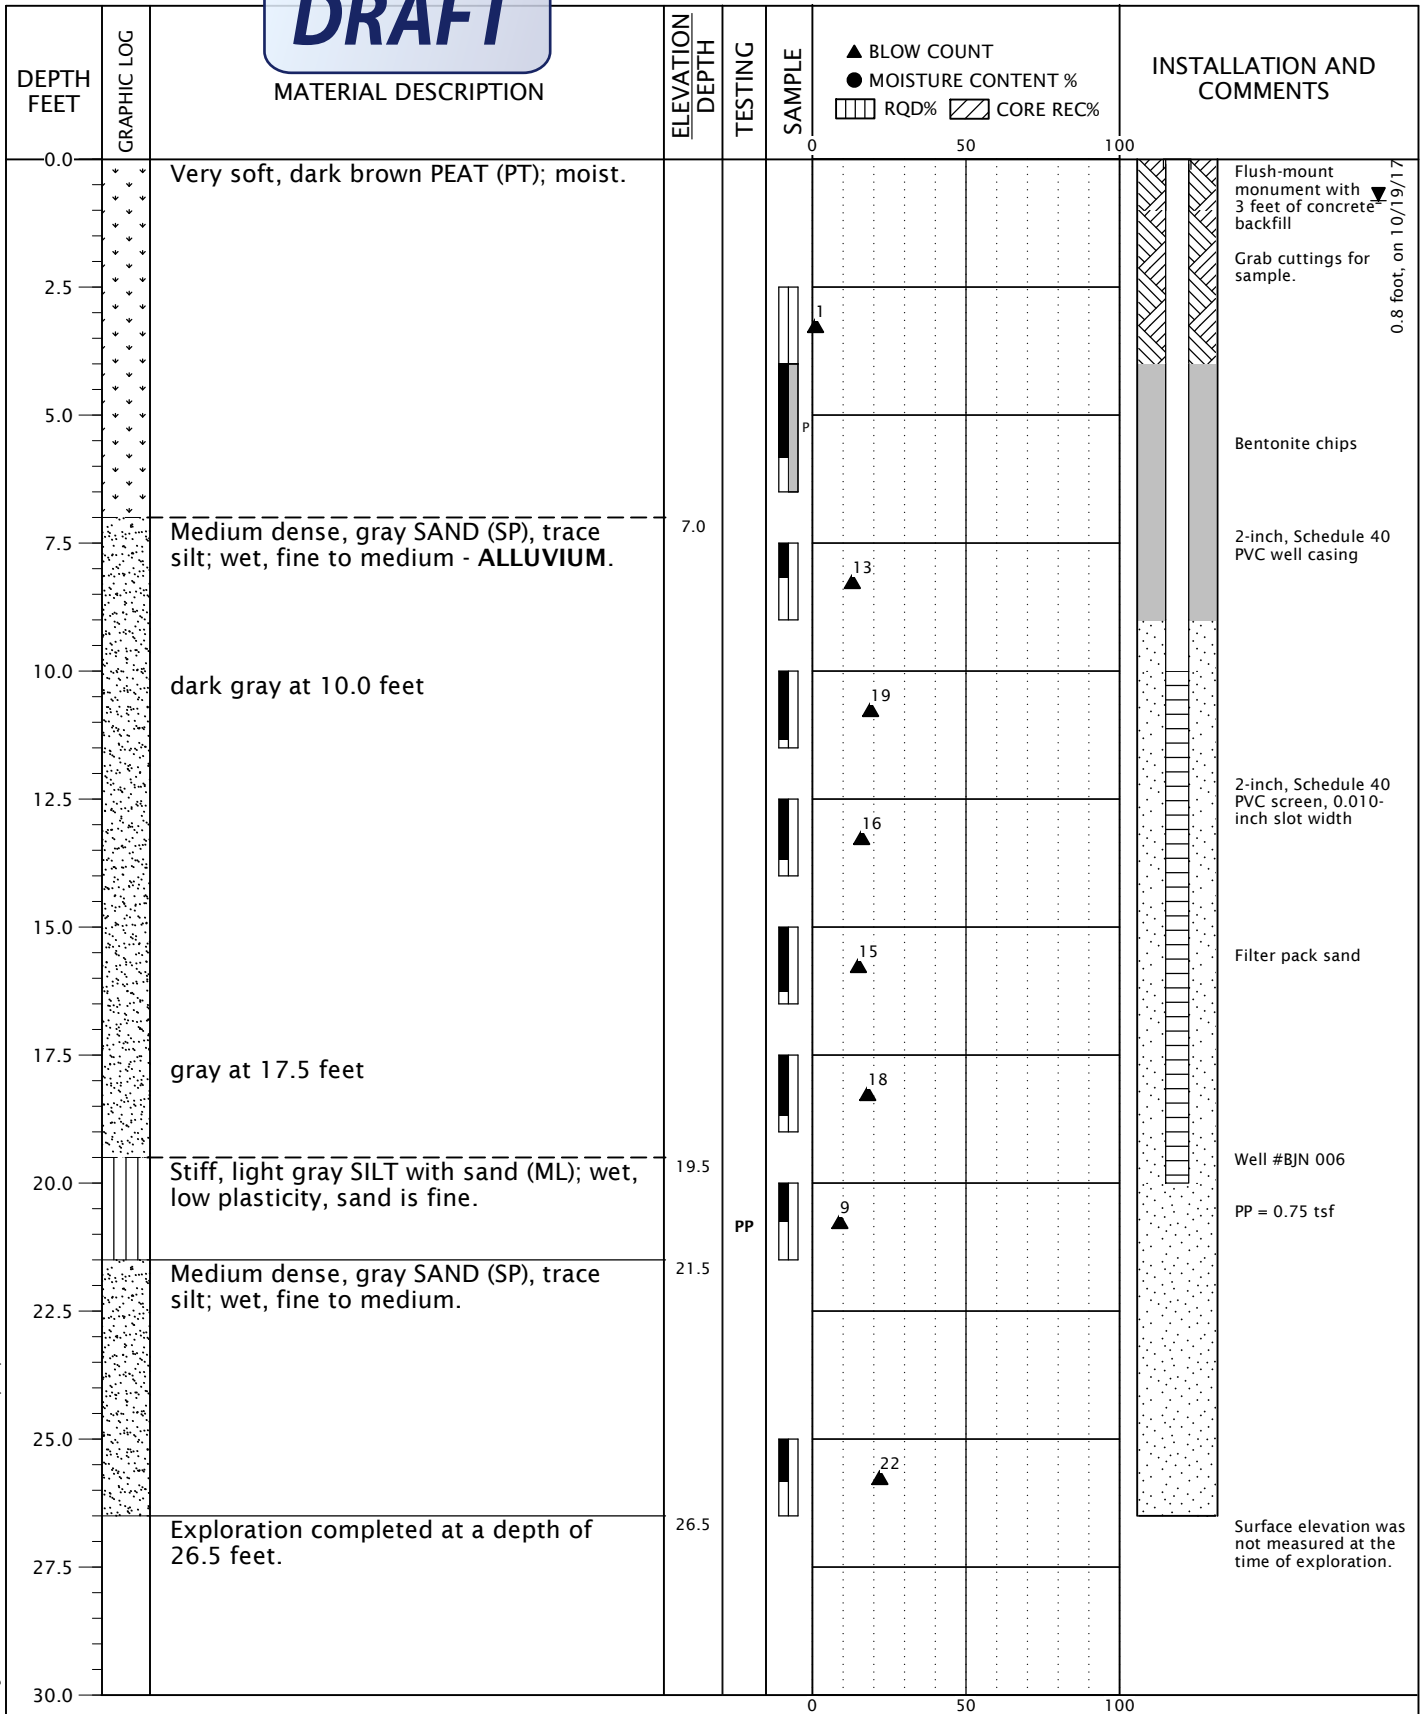 DRAFT
DEPTH
FEET
GRAPHIC LOG
MATERIAL DESCRIPTION
ELEVATION
DEPTH
TESTING
SAMPLE
▲ BLOW COUNT
● MOISTURE CONTENT %
RQD% CORE REC%
INSTALLATION AND
COMMENTS
0 50 100
0.0
Very soft, dark brown PEAT (PT); moist.
Flush-mount
monument with
3 feet of concrete
backfill
0.8 foot, on 10/19/17
Grab cuttings for
sample.
2.5
1
5.0
P
Bentonite chips
Medium dense, gray SAND (SP), trace
silt; wet, fine to medium - ALLUVIUM.
7.0
7.5
13
2-inch, Schedule 40
PVC well casing
10.0
dark gray at 10.0 feet
19
12.5
16
2-inch, Schedule 40
PVC screen, 0.010-
inch slot width
15.0
15
Filter pack sand
17.5
gray at 17.5 feet
18
Stiff, light gray SILT with sand (ML); wet,
low plasticity, sand is fine.
19.5
Well #BJN 006
20.0
PP
9
PP = 0.75 tsf
Medium dense, gray SAND (SP), trace
silt; wet, fine to medium.
21.5
22.5
25.0
22
Exploration completed at a depth of
26.5 feet.
26.5
Surface elevation was
not measured at the
time of exploration.
27.5
30.0
0 50 100